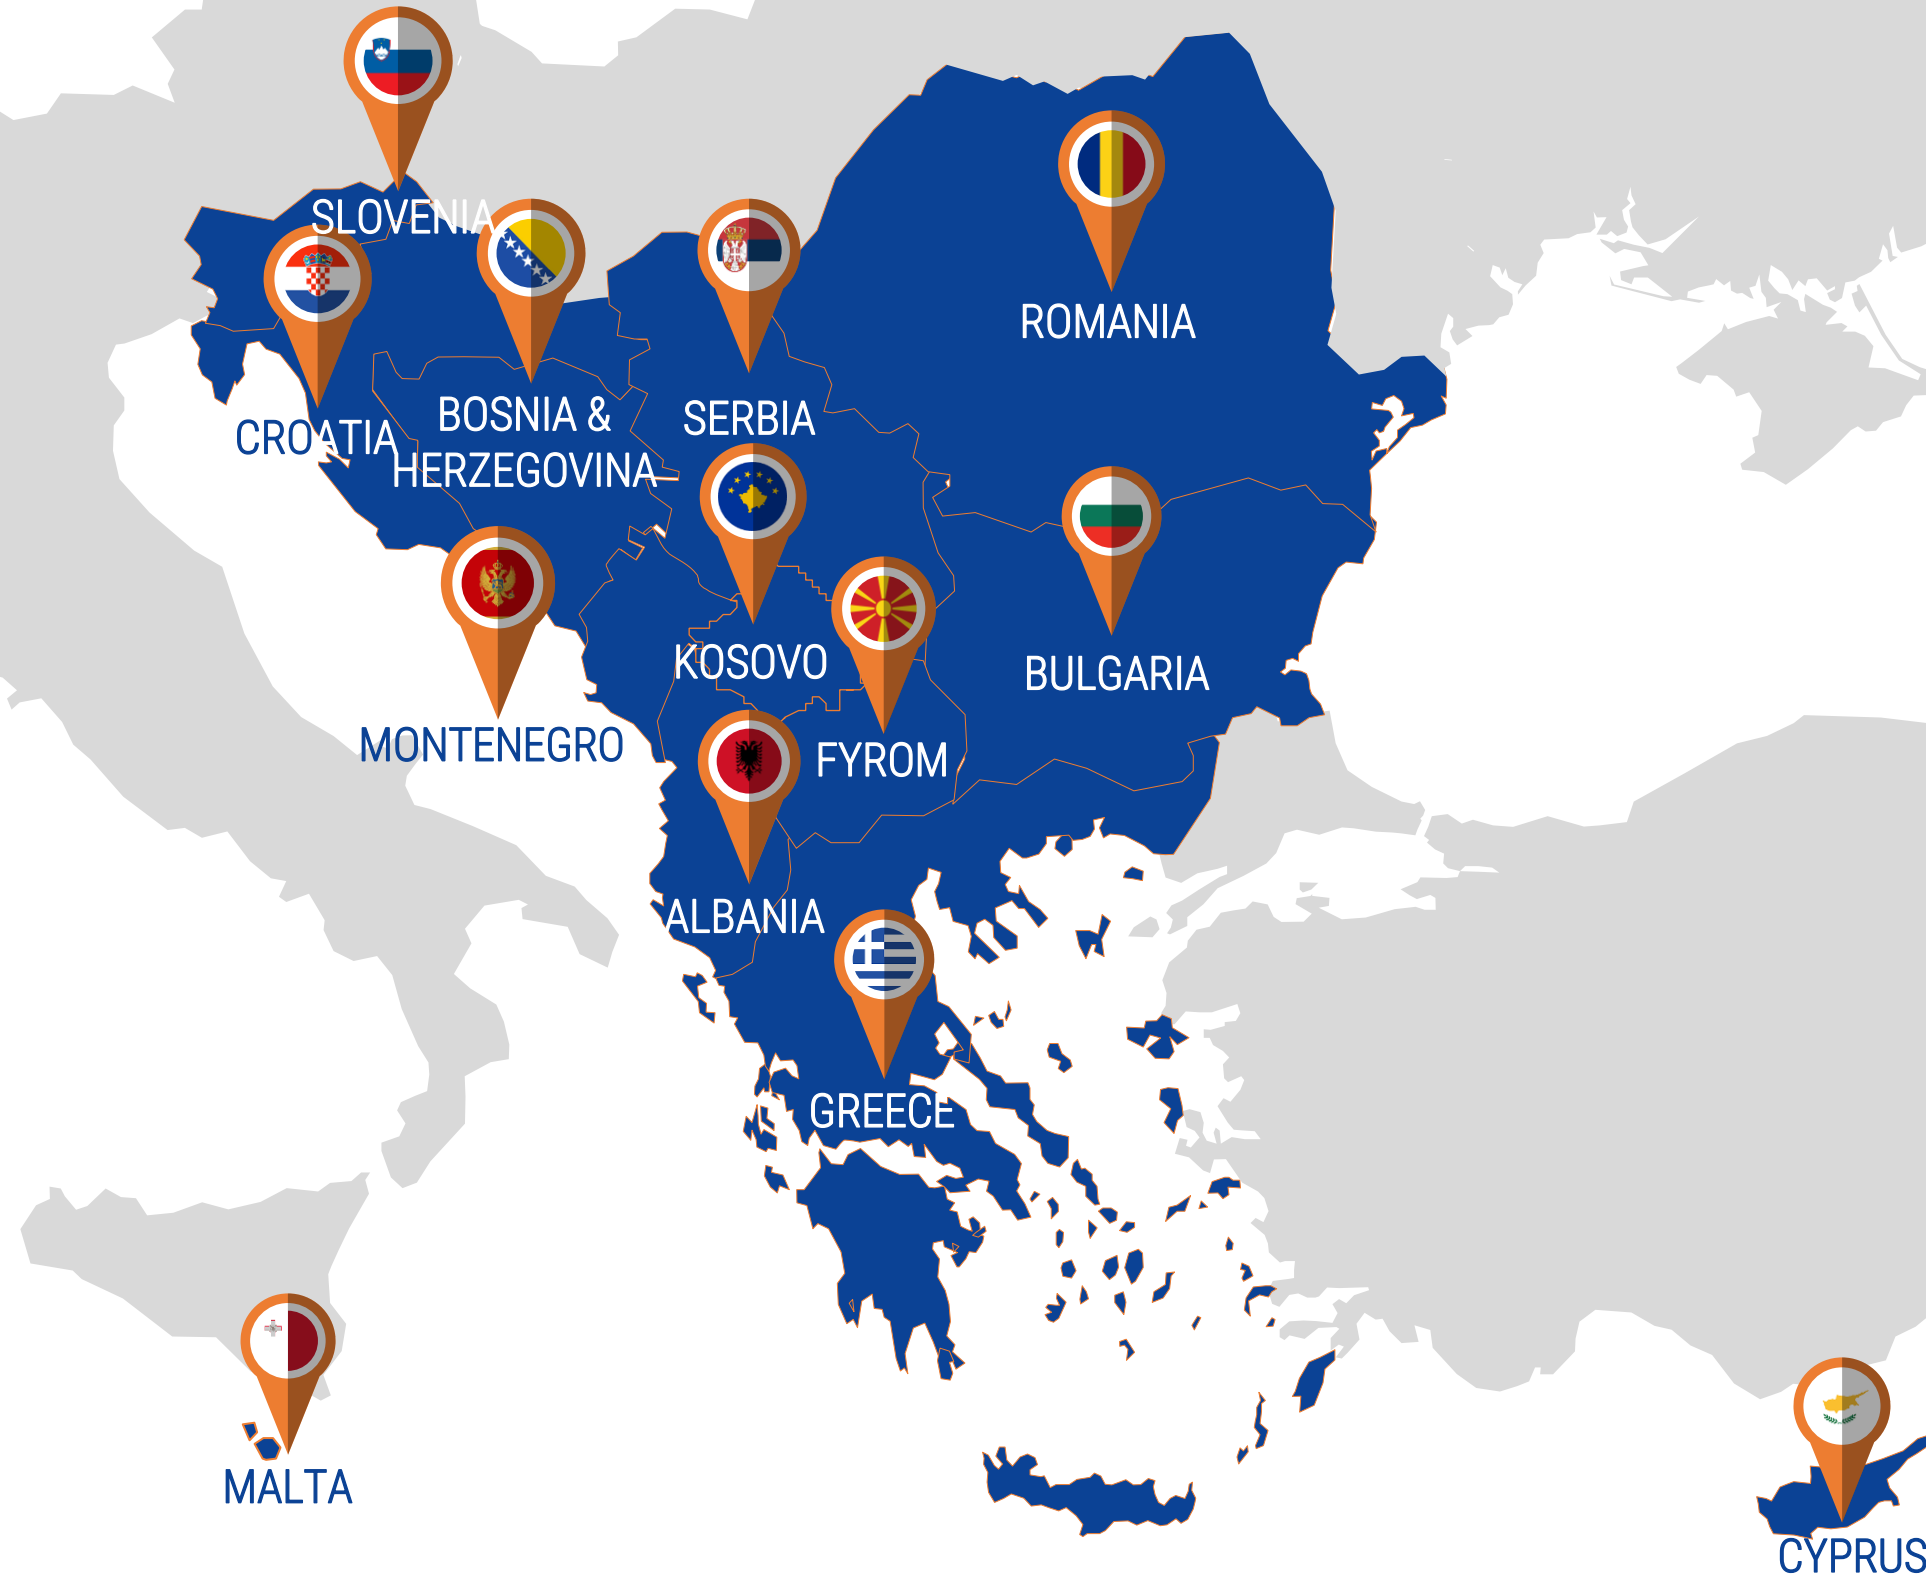 SLOVENIA
ROMANIA
CROATIA
BOSNIA &
HERZEGOVINA
SERBIA
KOSOVO
BULGARIA
MONTENEGRO
FYROM
ALBANIA
GREECE
MALTA
CYPRUS